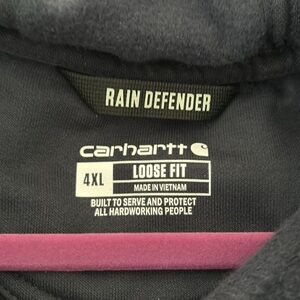 RAIN DEFENDER
carhartt
4XL
LOOSE FIT
MADE IN VIETNAM
BUILT TO SERVE AND PROTECT
ALL HARDWORKING PEOPLE